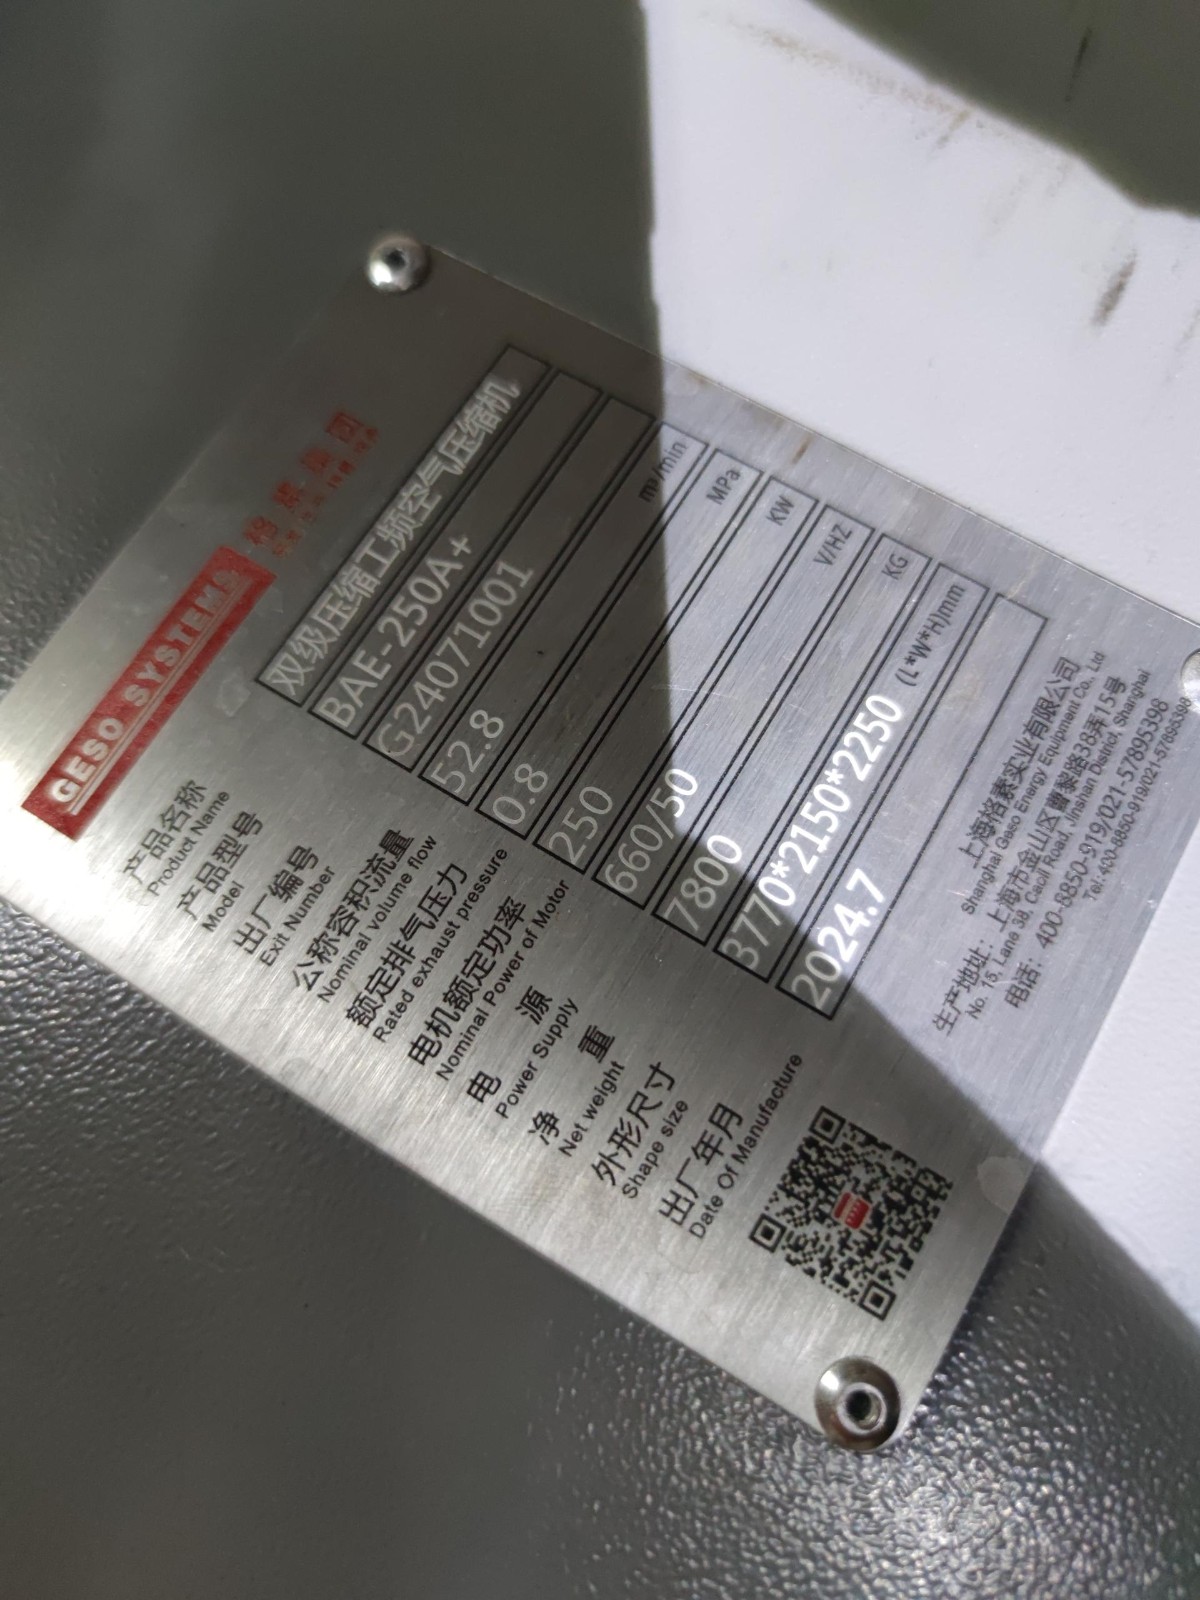 GESO SYSTEMS
格素集团
产品名称 双级压缩工频空气压缩机
Product Name
产品型号 BAE-250A+
Model
出厂编号 G24071001
Exit Number
公称容积流量 52.8 m³/min
Nominal volume flow
额定排气压力 0.8 MPa
Rated exhaust pressure
电机额定功率 250 KW
Nominal Power of Motor
电源 660/50 V/HZ
Power Supply
净重 7800 KG
Net weight
外形尺寸 3770*2150*2250 (L*W*H)mm
Shape size
出厂年月 2024.7
Date Of Manufacture
上海格素实业有限公司
Shanghai Geso Energy Equipment Co., Ltd
生产地址：上海市金山区曹黎路38弄15号
No. 15, Lane 38, Caoli Road, Jinshan District, Shanghai
电话：400-8850-919/021-57895398
Tel: 400-8850-919/021-57895398